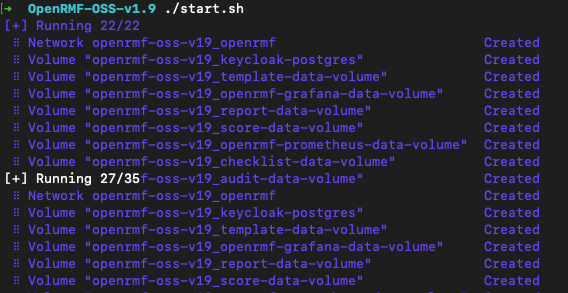 [→ OpenRMF-OSS-v1.9 ./start.sh
[+] Running 22/22
⠿ Network openrmf-oss-v19_openrmf Created
⠿ Volume "openrmf-oss-v19_keycloak-postgres" Created
⠿ Volume "openrmf-oss-v19_template-data-volume" Created
⠿ Volume "openrmf-oss-v19_openrmf-grafana-data-volume" Created
⠿ Volume "openrmf-oss-v19_report-data-volume" Created
⠿ Volume "openrmf-oss-v19_score-data-volume" Created
⠿ Volume "openrmf-oss-v19_openrmf-prometheus-data-volume" Created
⠿ Volume "openrmf-oss-v19_checklist-data-volume" Created
[+] Running 27/35f-oss-v19_audit-data-volume" Created
⠿ Network openrmf-oss-v19_openrmf Created
⠿ Volume "openrmf-oss-v19_keycloak-postgres" Created
⠿ Volume "openrmf-oss-v19_template-data-volume" Created
⠿ Volume "openrmf-oss-v19_openrmf-grafana-data-volume" Created
⠿ Volume "openrmf-oss-v19_report-data-volume" Created
⠿ Volume "openrmf-oss-v19_score-data-volume" Created